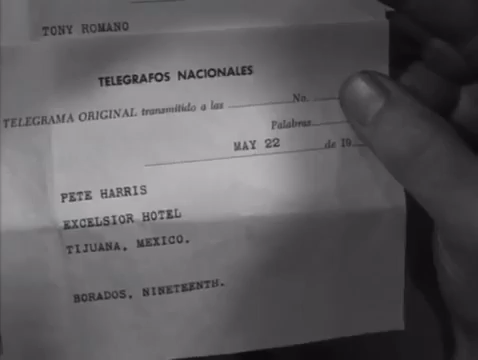 TONY ROMANO
TELEGRAFOS NACIONALES
TELEGRAMA ORIGINAL transmitido a las No.
Palabras
MAY 22 de 19
PETE HARRIS
EXCELSIOR HOTEL
TIJUANA, MEXICO.
BORADOS, NINETEENTH.